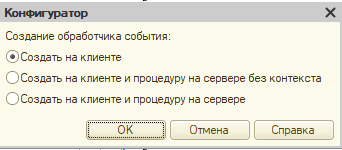 Конфигуратор
Создание обработчика события:
Создать на клиенте
Создать на клиенте и процедуру на сервере без контекста
Создать на клиенте и процедуру на сервере
ОК Отмена Справка